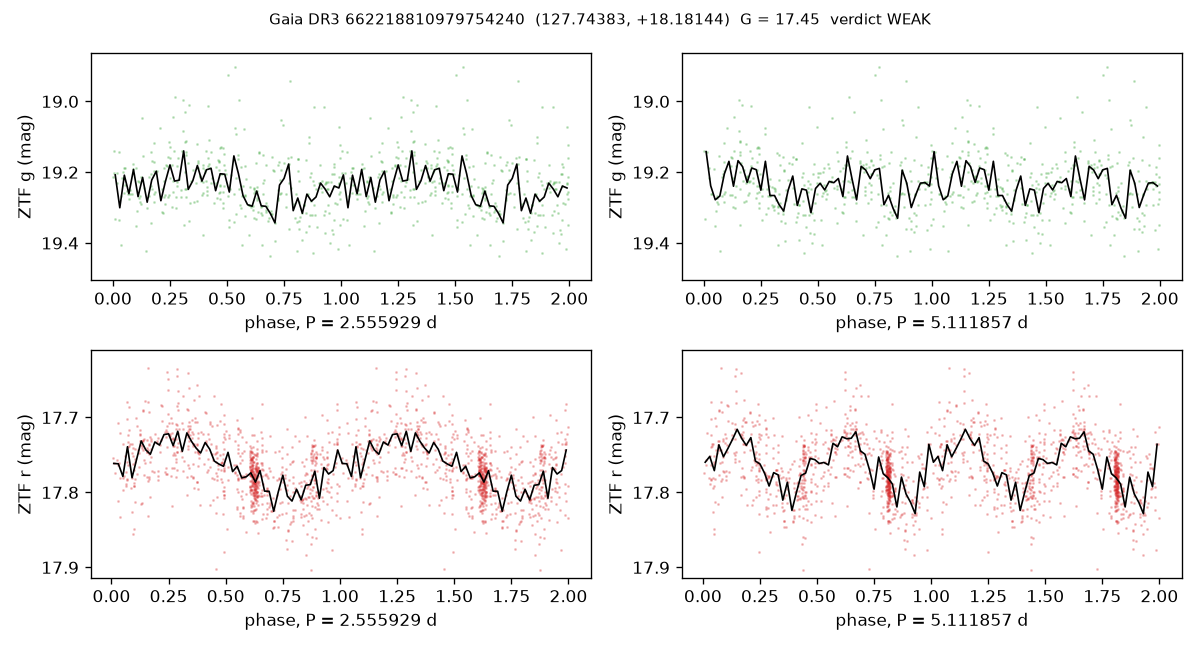 Gaia DR3 662218810979754240 (127.74383, +18.18144) G = 17.45 verdict WEAK
ZTF g (mag)
19.0
19.2
19.4
0.00 0.25 0.50 0.75 1.00 1.25 1.50 1.75 2.00
phase, P = 2.555929 d
ZTF g (mag)
19.0
19.2
19.4
0.00 0.25 0.50 0.75 1.00 1.25 1.50 1.75 2.00
phase, P = 5.111857 d
ZTF r (mag)
17.7
17.8
17.9
0.00 0.25 0.50 0.75 1.00 1.25 1.50 1.75 2.00
phase, P = 2.555929 d
ZTF r (mag)
17.7
17.8
17.9
0.00 0.25 0.50 0.75 1.00 1.25 1.50 1.75 2.00
phase, P = 5.111857 d